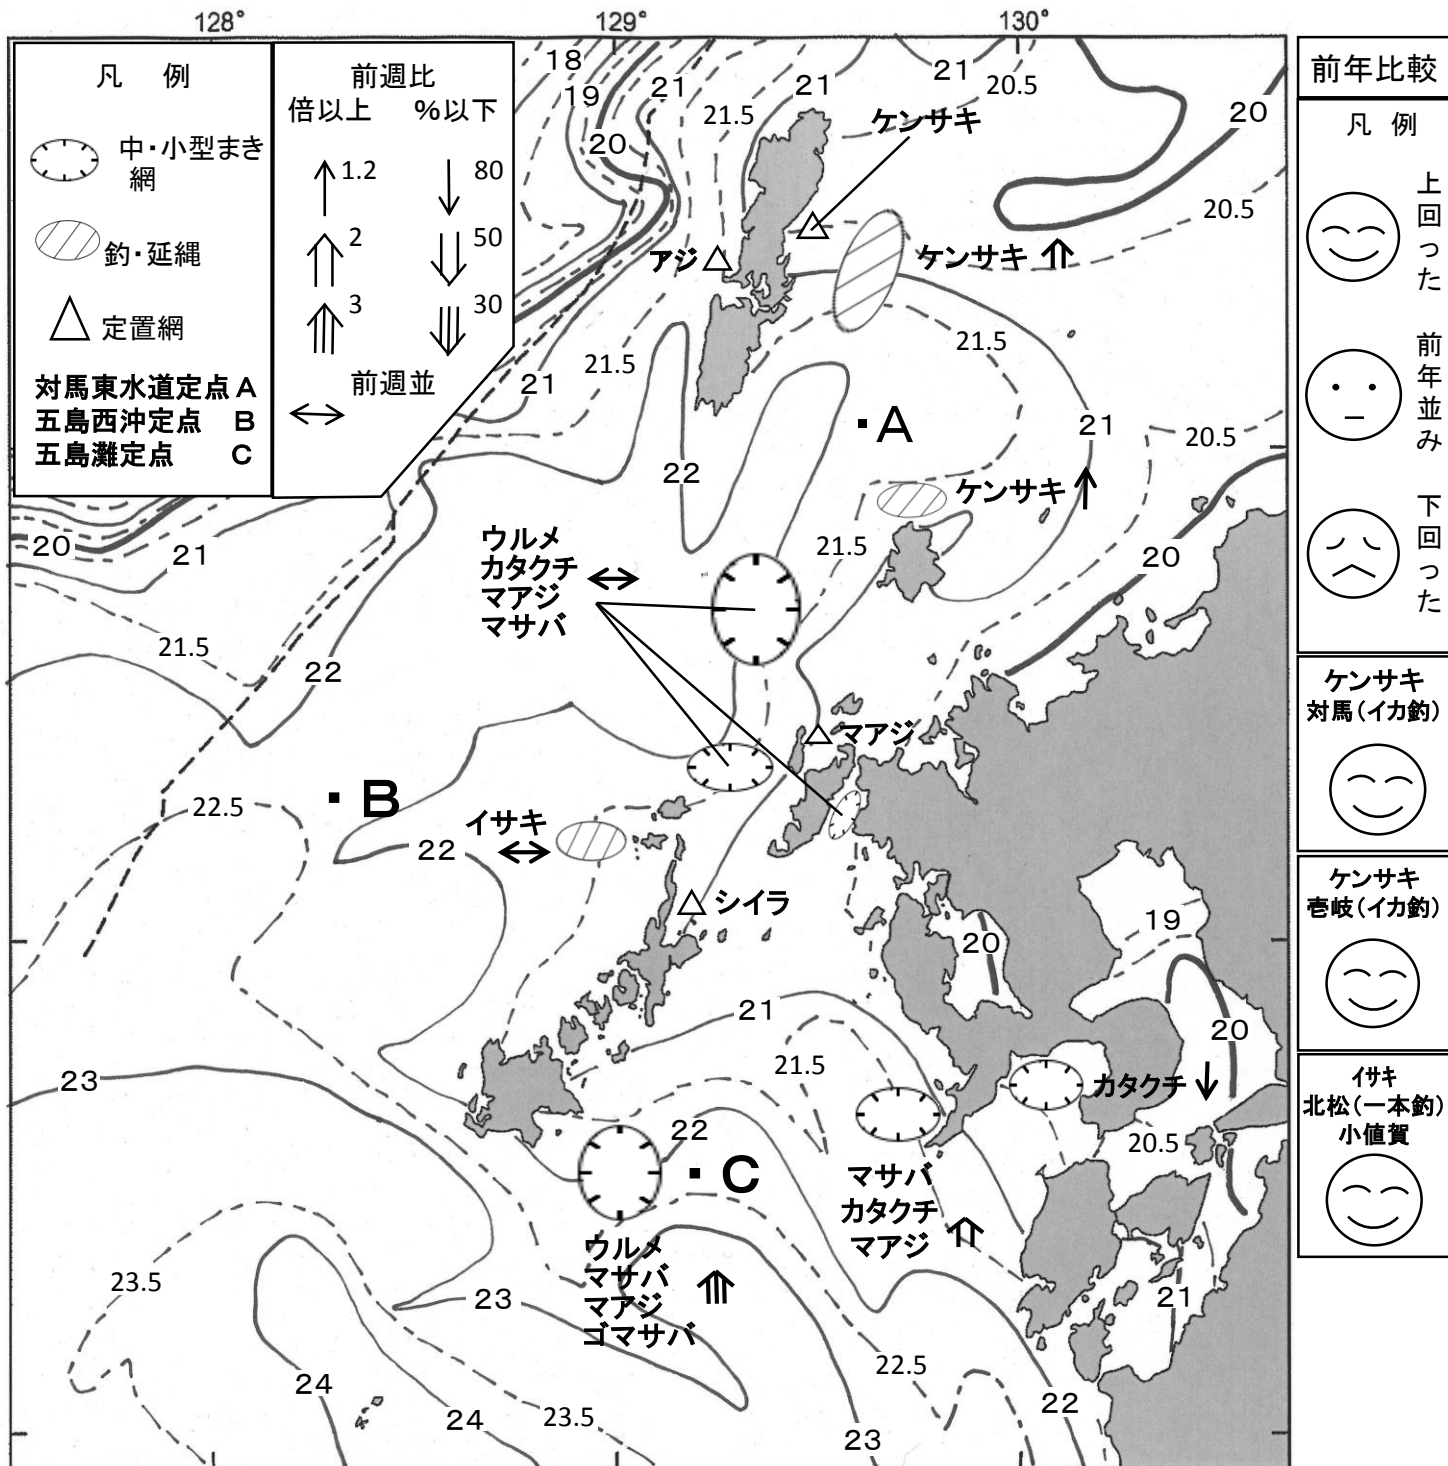 128°
129°
130°
凡 例
中・小型まき
網
釣・延縄
定置網
対馬東水道定点 A
五島西沖定点 B
五島灘定点 C
前週比
倍以上 %以下
1.2 80
2 50
3 30
前週並
前年比較
凡 例
上回った
前年並み
下回った
ケンサキ
対馬(イカ釣)
ケンサキ
壱岐(イカ釣)
イサキ
北松(一本釣)
小値賀
18
19
20
21
21.5
21
21
20.5
20
ケンサキ
20.5
アジ
ケンサキ
21.5
21.5
21
A
21
20.5
22
ケンサキ
20
21
21.5
20
ウルメ
カタクチ
マアジ
マサバ
21.5
22
マアジ
B
22.5
イサキ
22
シイラ
19
20
21
20
21.5
23
カタクチ
22
20.5
C
マサバ
カタクチ
マアジ
ウルメ
マサバ
マアジ
ゴマサバ
23.5
23
21
22.5
24
22
24
23.5
23